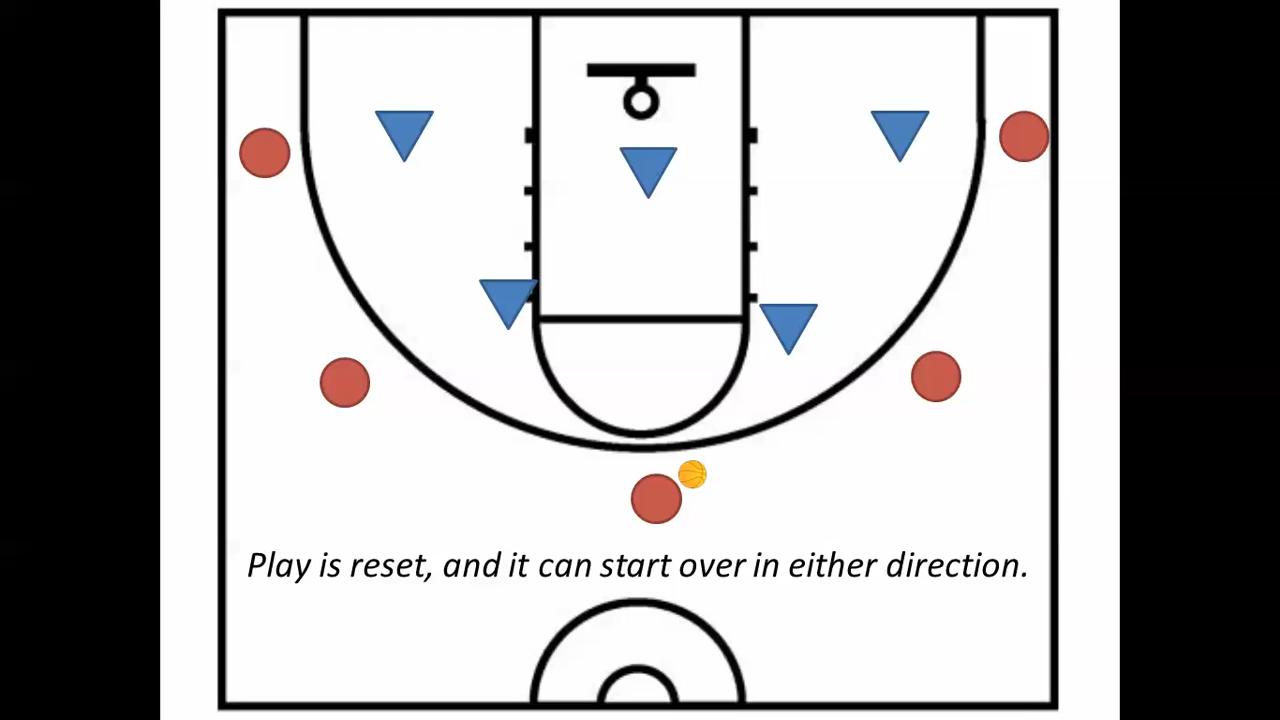 Play is reset, and it can start over in either direction.